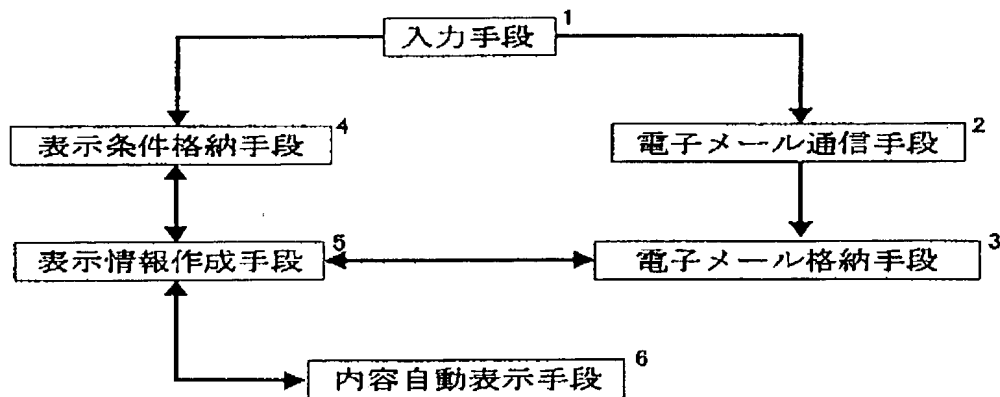 入力手段 1
表示条件格納手段 4
電子メール通信手段 2
表示情報作成手段 5
電子メール格納手段 3
内容自動表示手段 6